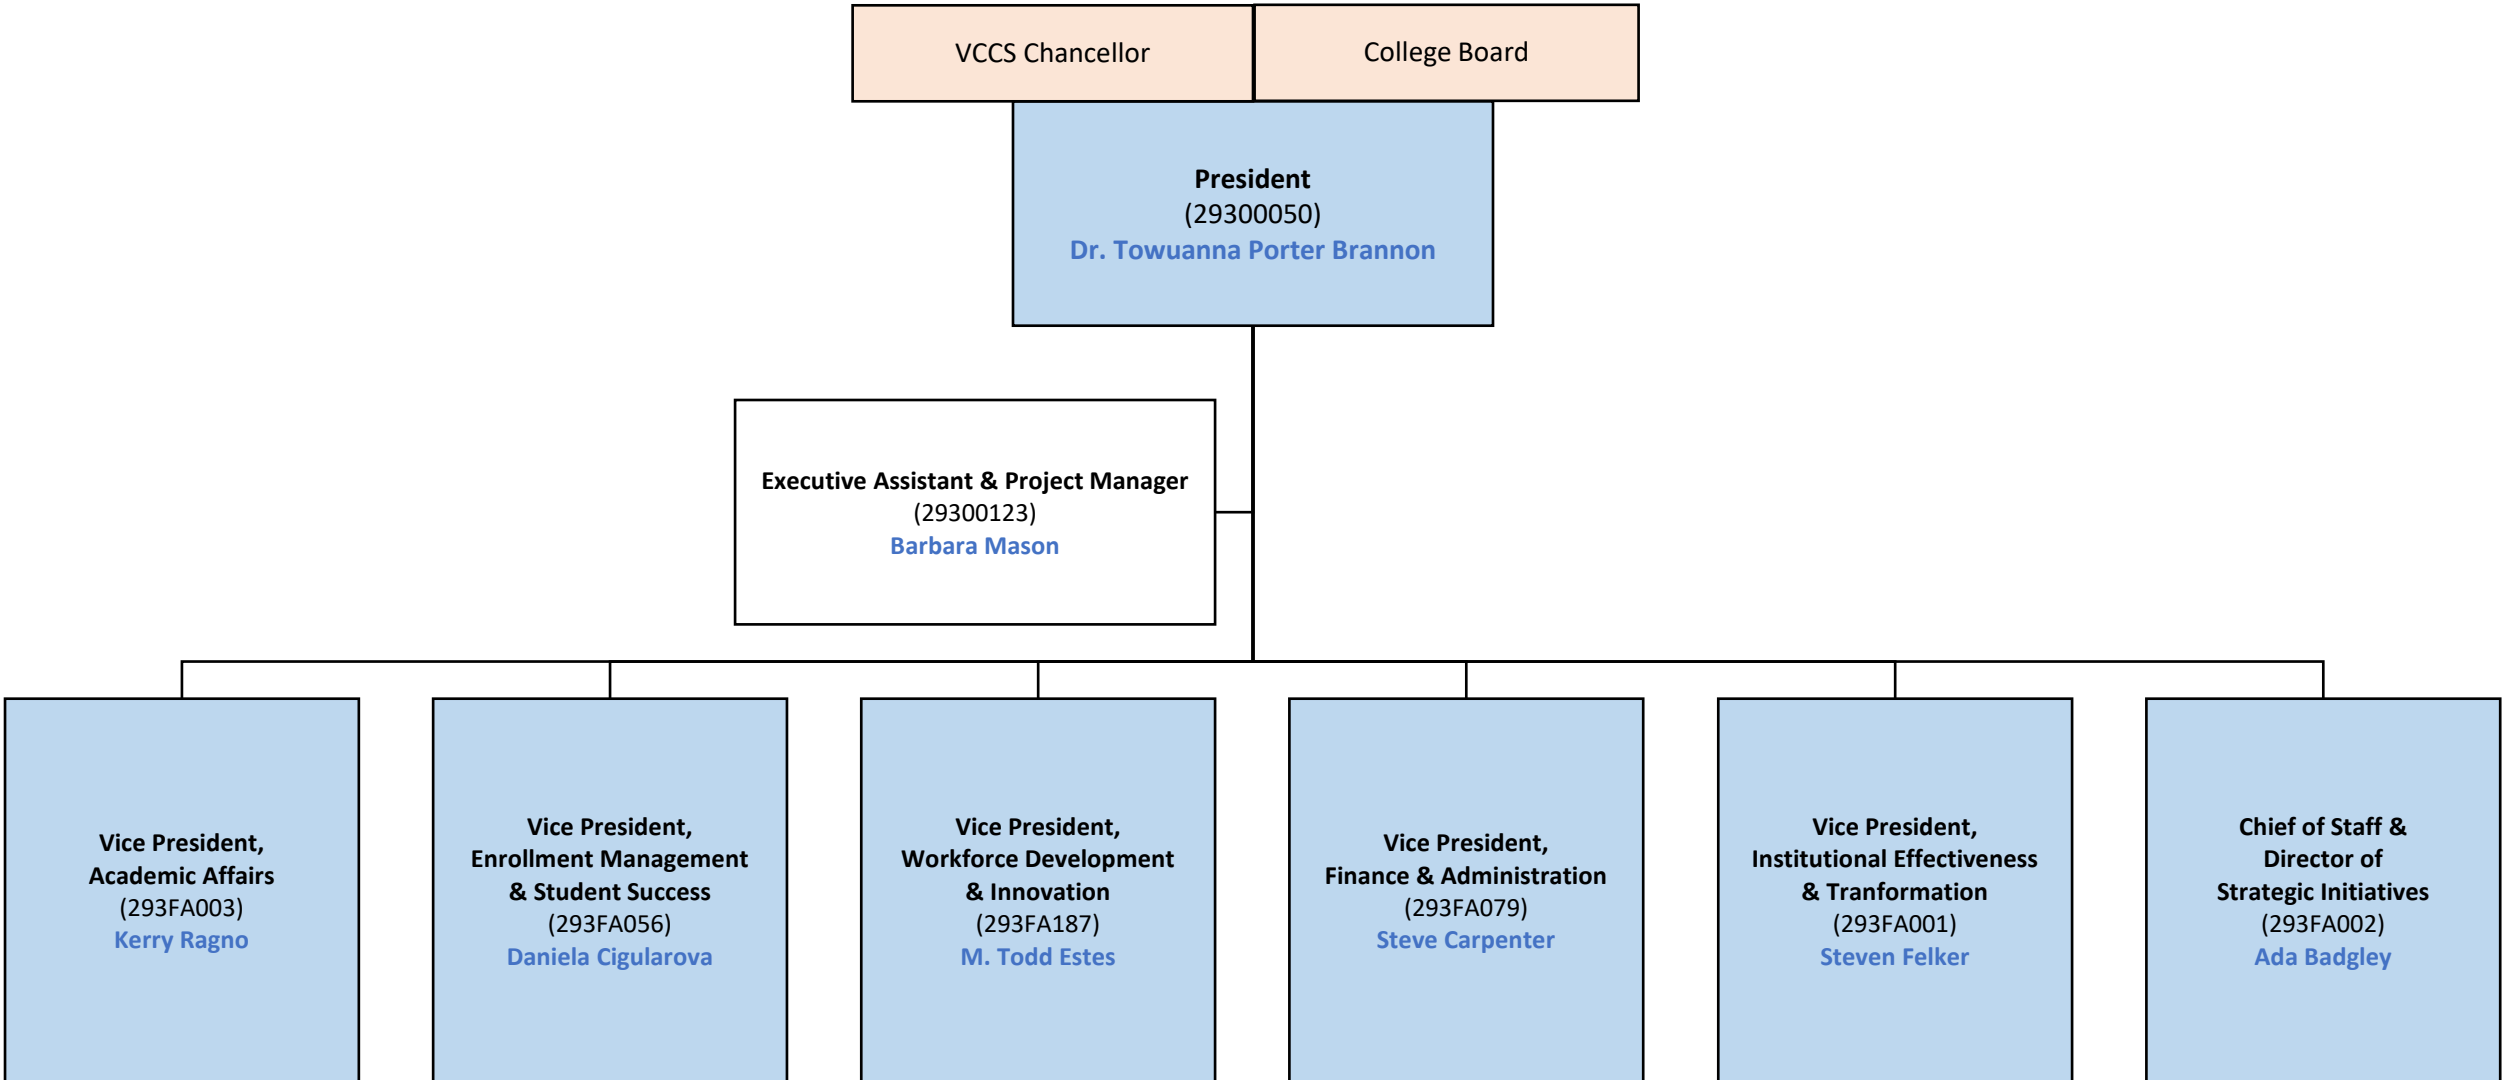 VCCS Chancellor
College Board
President
(29300050)
Dr. Towuanna Porter Brannon
Executive Assistant & Project Manager
(29300123)
Barbara Mason
Vice President,
Academic Affairs
(293FA003)
Kerry Ragno
Vice President,
Enrollment Management
& Student Success
(293FA056)
Daniela Cigularova
Vice President,
Workforce Development
& Innovation
(293FA187)
M. Todd Estes
Vice President,
Finance & Administration
(293FA079)
Steve Carpenter
Vice President,
Institutional Effectiveness
& Tranformation
(293FA001)
Steven Felker
Chief of Staff &
Director of
Strategic Initiatives
(293FA002)
Ada Badgley